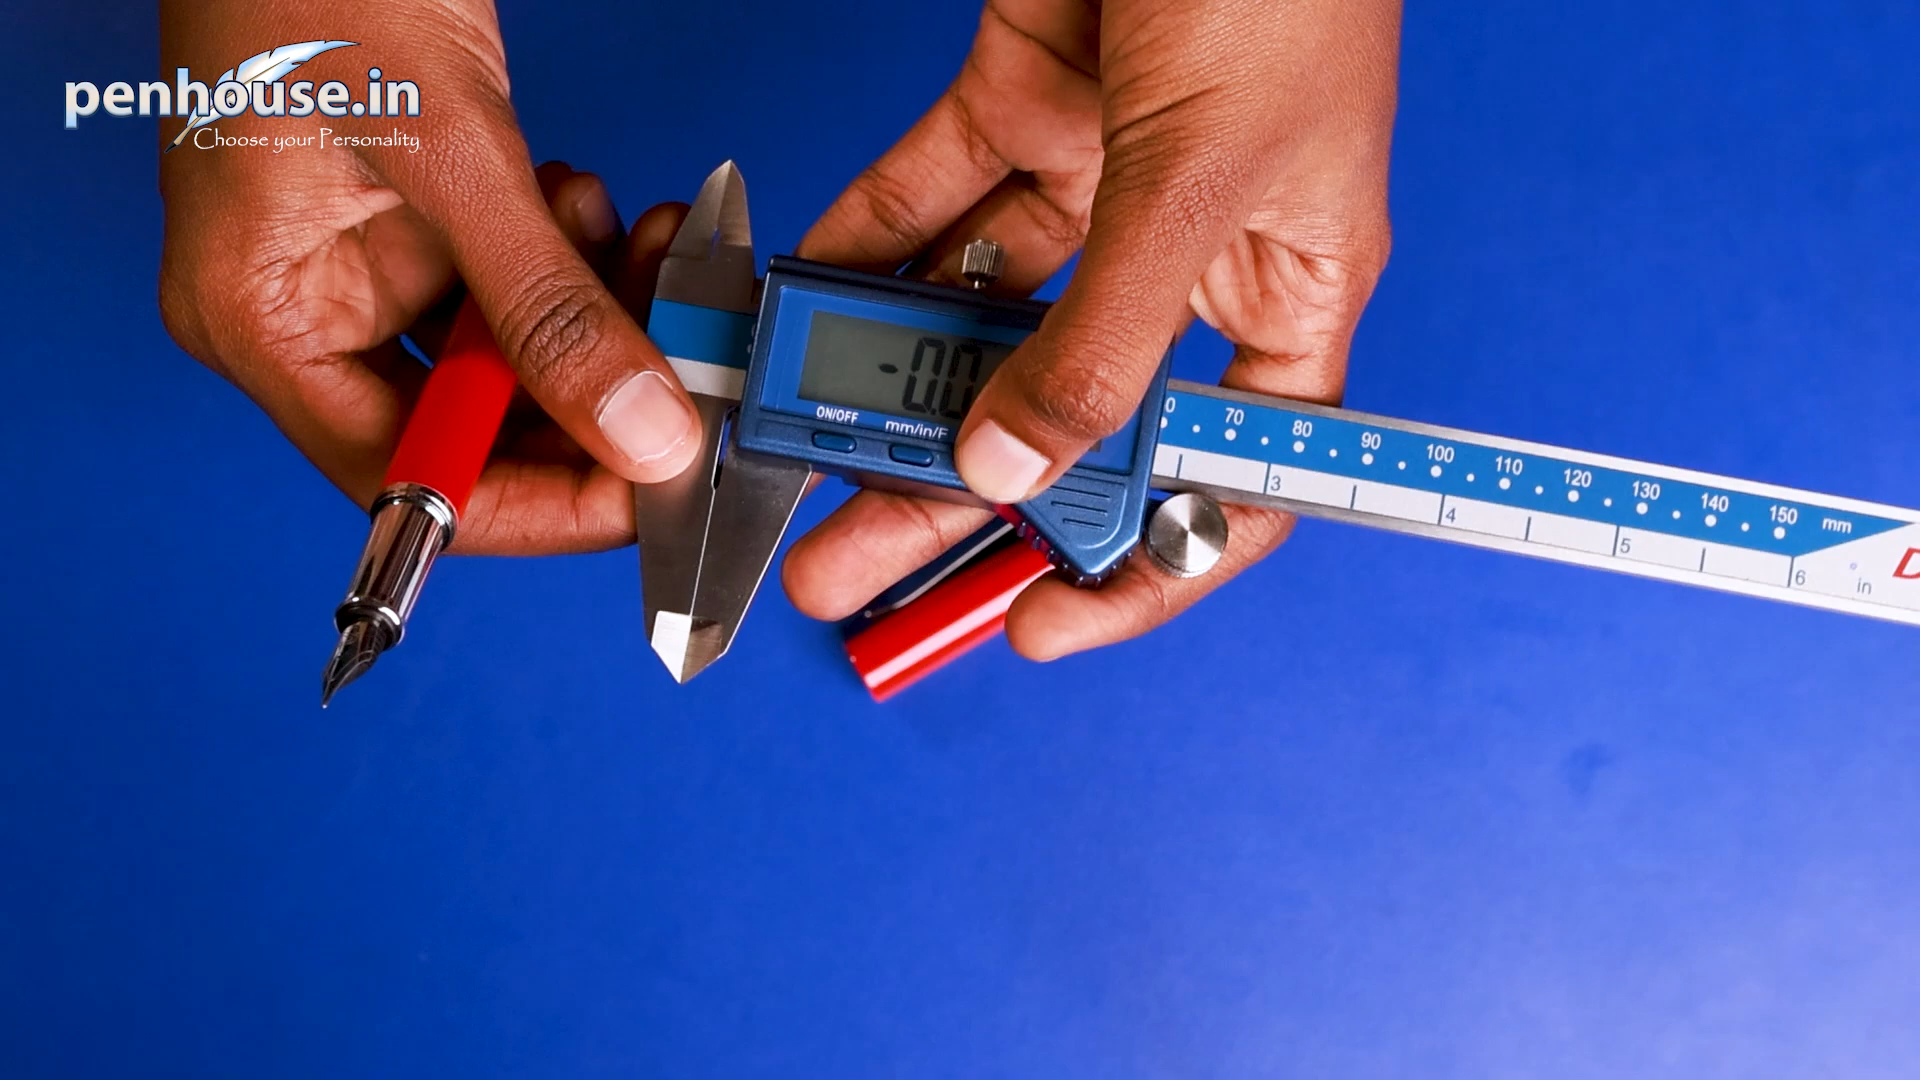 penhouse.in
Choose your Personality
-0.0
ON/OFF
mm/in/F
0 70 80 90 100 110 120 130 140 150 mm
3 4 5 6 in
D